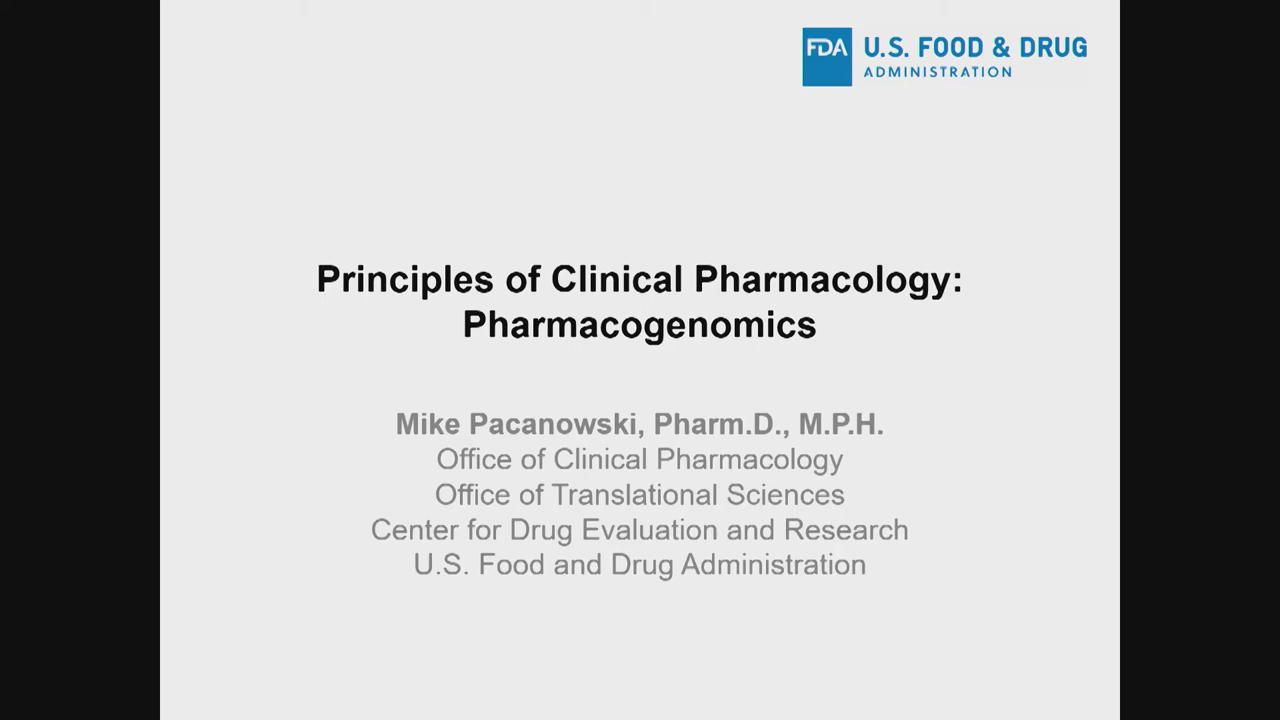 FDA
U.S. FOOD & DRUG
ADMINISTRATION
Principles of Clinical Pharmacology:
Pharmacogenomics
Mike Pacanowski, Pharm.D., M.P.H.
Office of Clinical Pharmacology
Office of Translational Sciences
Center for Drug Evaluation and Research
U.S. Food and Drug Administration